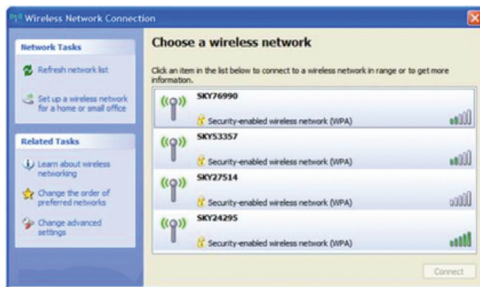 Wireless Network Connection
Network Tasks
Refresh network list
Set up a wireless network
for a home or small office
Related Tasks
Learn about wireless
networking
Change the order of
preferred networks
Change advanced
settings
Choose a wireless network
Click an item in the list below to connect to a wireless network in range or to get more
information.
SKY76990
Security-enabled wireless network (WPA)
SKY53357
Security-enabled wireless network (WPA)
SKY27514
Security-enabled wireless network (WPA)
SKY24295
Security-enabled wireless network (WPA)
Connect